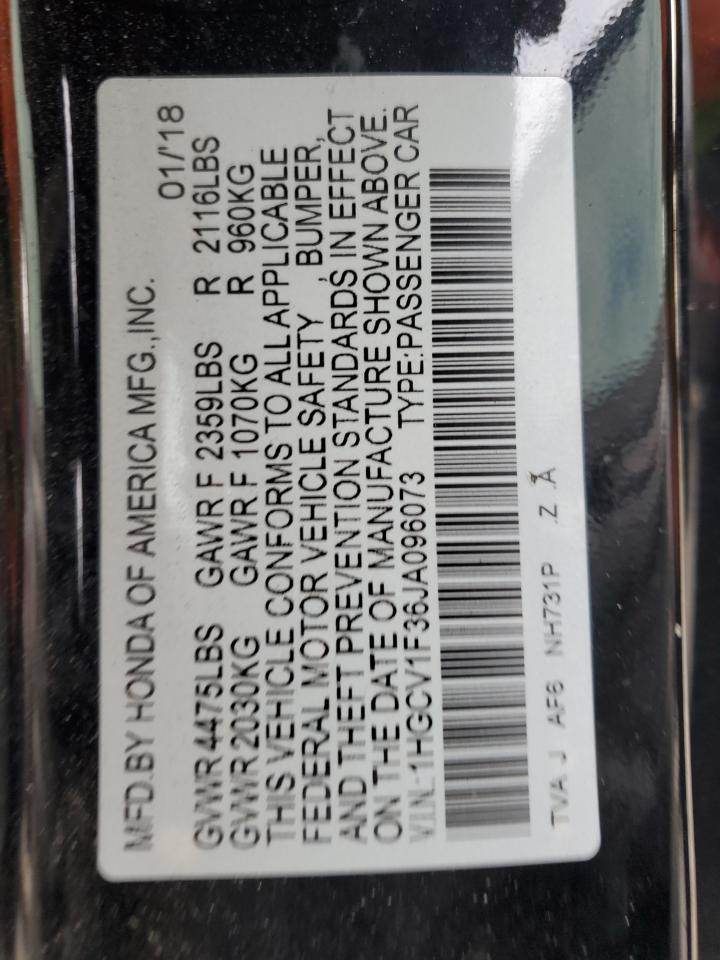 MFD.BY HONDA OF AMERICA MFG.,INC.
01/'18
GVWR 4475LBS GAWR F 2359LBS R 2116LBS
GVWR 2030KG GAWR F 1070KG R 960KG
THIS VEHICLE CONFORMS TO ALL APPLICABLE
FEDERAL MOTOR VEHICLE SAFETY , BUMPER,
AND THEFT PREVENTION STANDARDS IN EFFECT
ON THE DATE OF MANUFACTURE SHOWN ABOVE.
V.I.N.:1HGCV1F36JA096073 TYPE:PASSENGER CAR
TVA J AF6 NH731P .Z .A